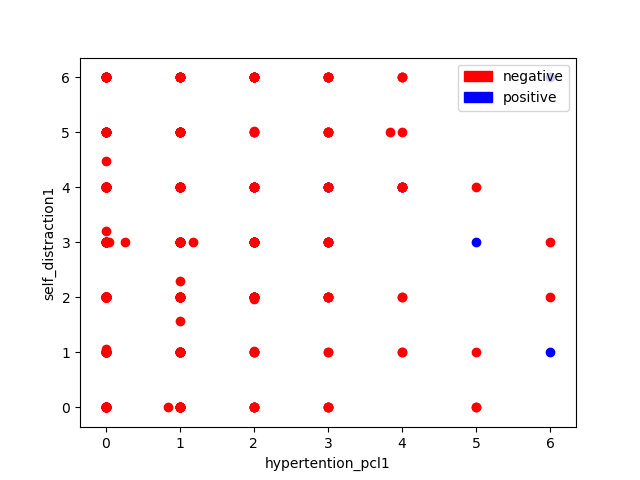 negative
positive
6
5
4
3
2
1
0
self_distraction1
0 1 2 3 4 5 6
hypertention_pcl1